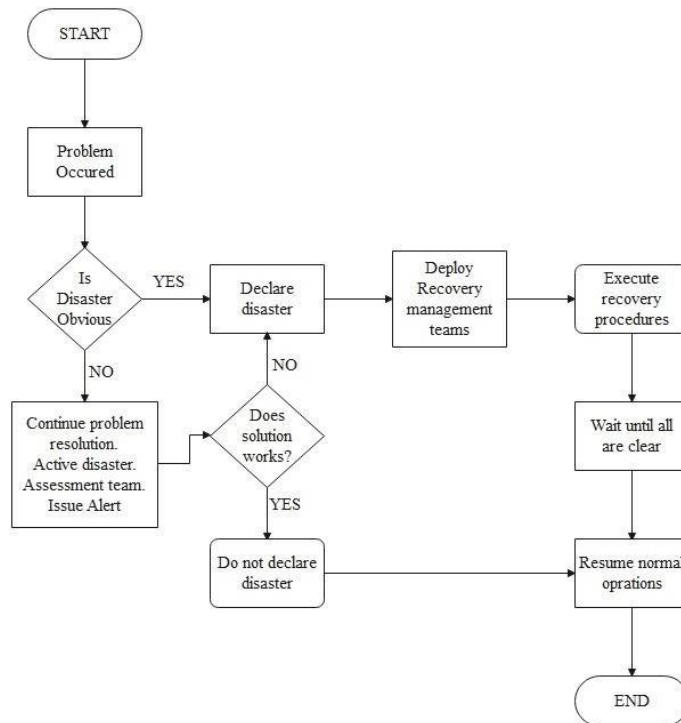 START
Problem
Occured
Is
Disaster
Obvious
YES
Declare
disaster
Deploy
Recovery
management
teams
Execute
recovery
procedures
NO
NO
Continue problem
resolution.
Active disaster.
Assessment team.
Issue Alert
Does
solution
works?
Wait until all
are clear
YES
Do not declare
disaster
Resume normal
oprations
END